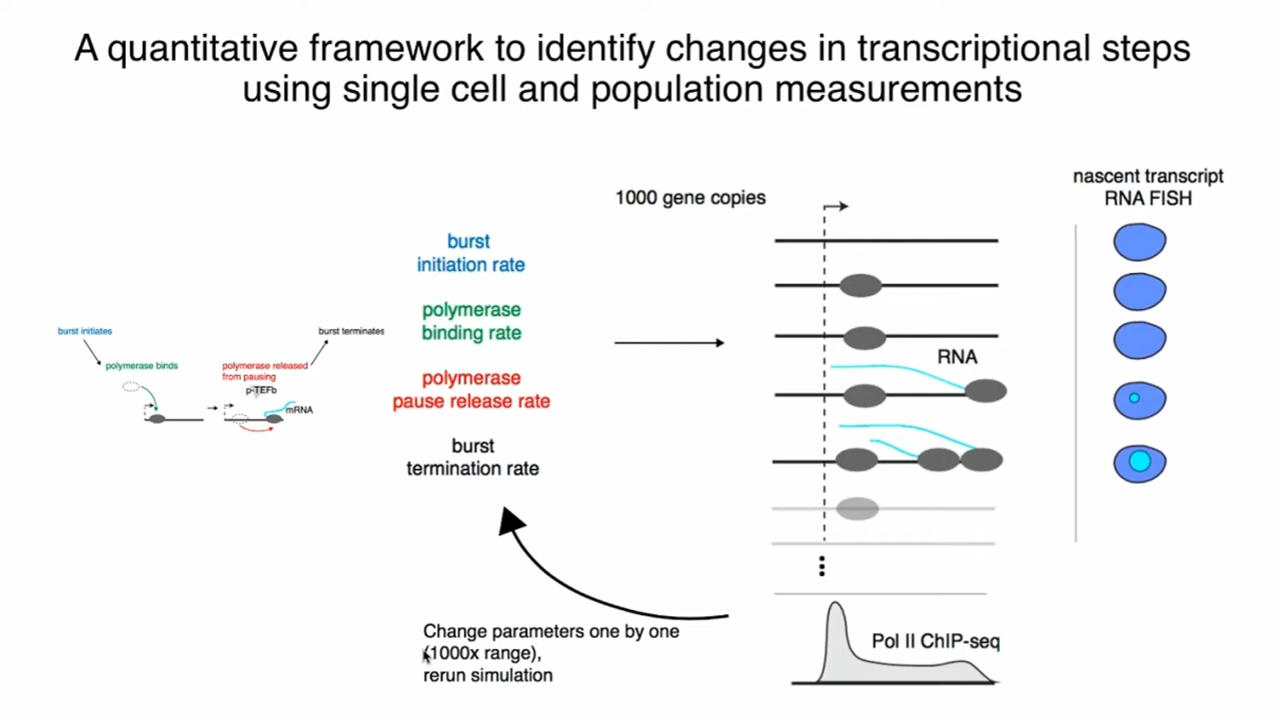 A quantitative framework to identify changes in transcriptional steps
using single cell and population measurements
burst initiates
polymerase binds
polymerase released
from pausing
p-TEFb
mRNA
burst terminates
burst
initiation rate
polymerase
binding rate
polymerase
pause release rate
burst
termination rate
1000 gene copies
RNA
nascent transcript
RNA FISH
Change parameters one by one
(1000x range),
rerun simulation
Pol II ChIP-seq